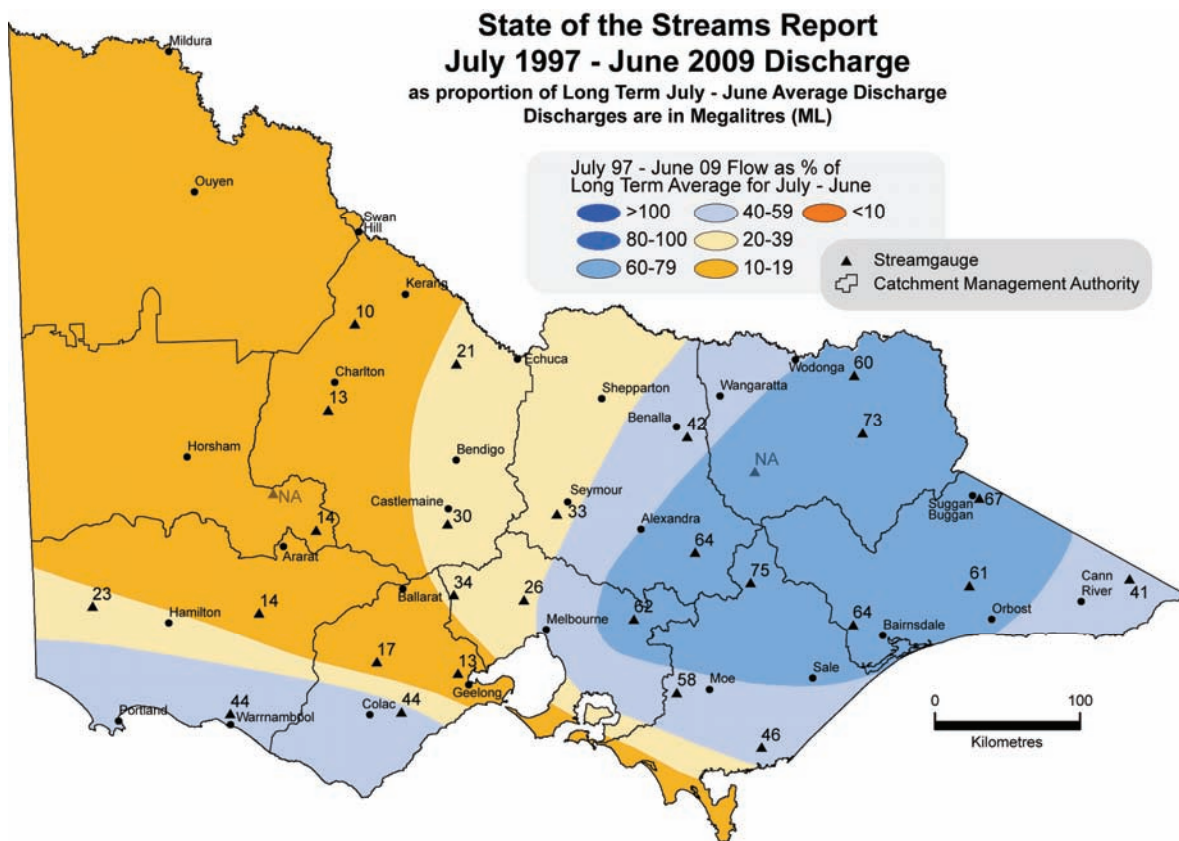 State of the Streams Report
July 1997 - June 2009 Discharge
as proportion of Long Term July - June Average Discharge
Discharges are in Megalitres (ML)
July 97 - June 09 Flow as % of
Long Term Average for July - June
>100
40-59
<10
80-100
20-39
60-79
10-19
Streamgauge
Catchment Management Authority
Mildura
Ouyen
Swan
Hill
Kerang
10
21
Echuca
Charlton
13
Shepparton
Wangaratta
Wodonga
60
Benalla
42
73
Horsham
Bendigo
NA
NA
Castlemaine
30
Seymour
33
Suggan
Buggan
67
14
Alexandra
Ararat
64
75
23
Hamilton
14
Ballarat
34
26
62
61
Cann
River
41
Melbourne
64
Bairnsdale
Orbost
17
13
Geelong
58
Moe
Sale
Portland
44
Warrnambool
Colac
44
46
0
100
Kilometres